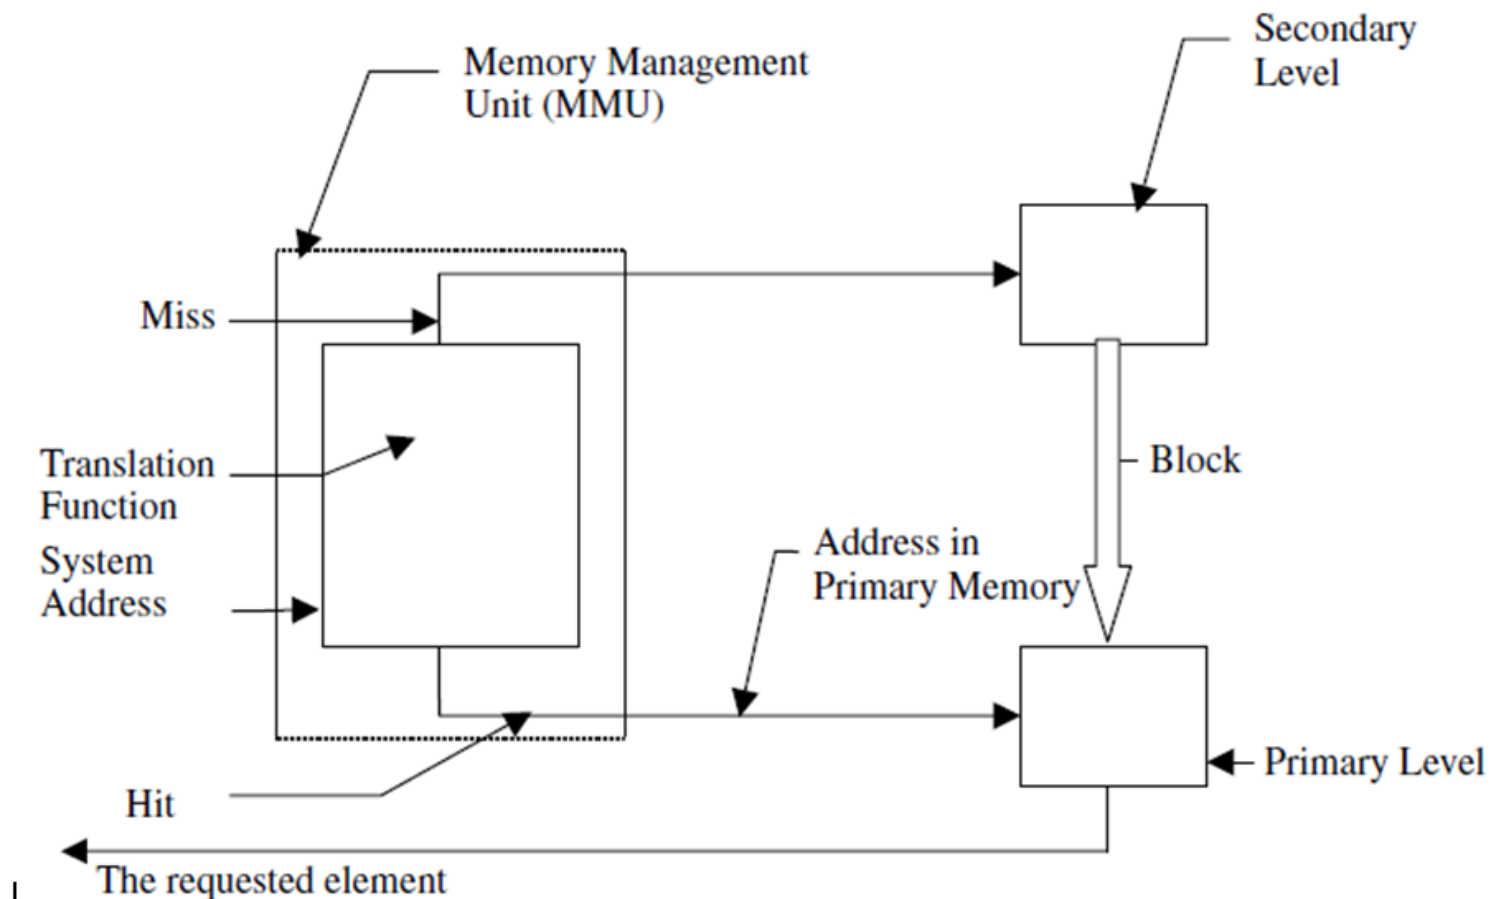 Secondary
Level
Memory Management
Unit (MMU)
Miss
Translation
Function
Block
System
Address
Address in
Primary Memory
Primary Level
Hit
The requested element